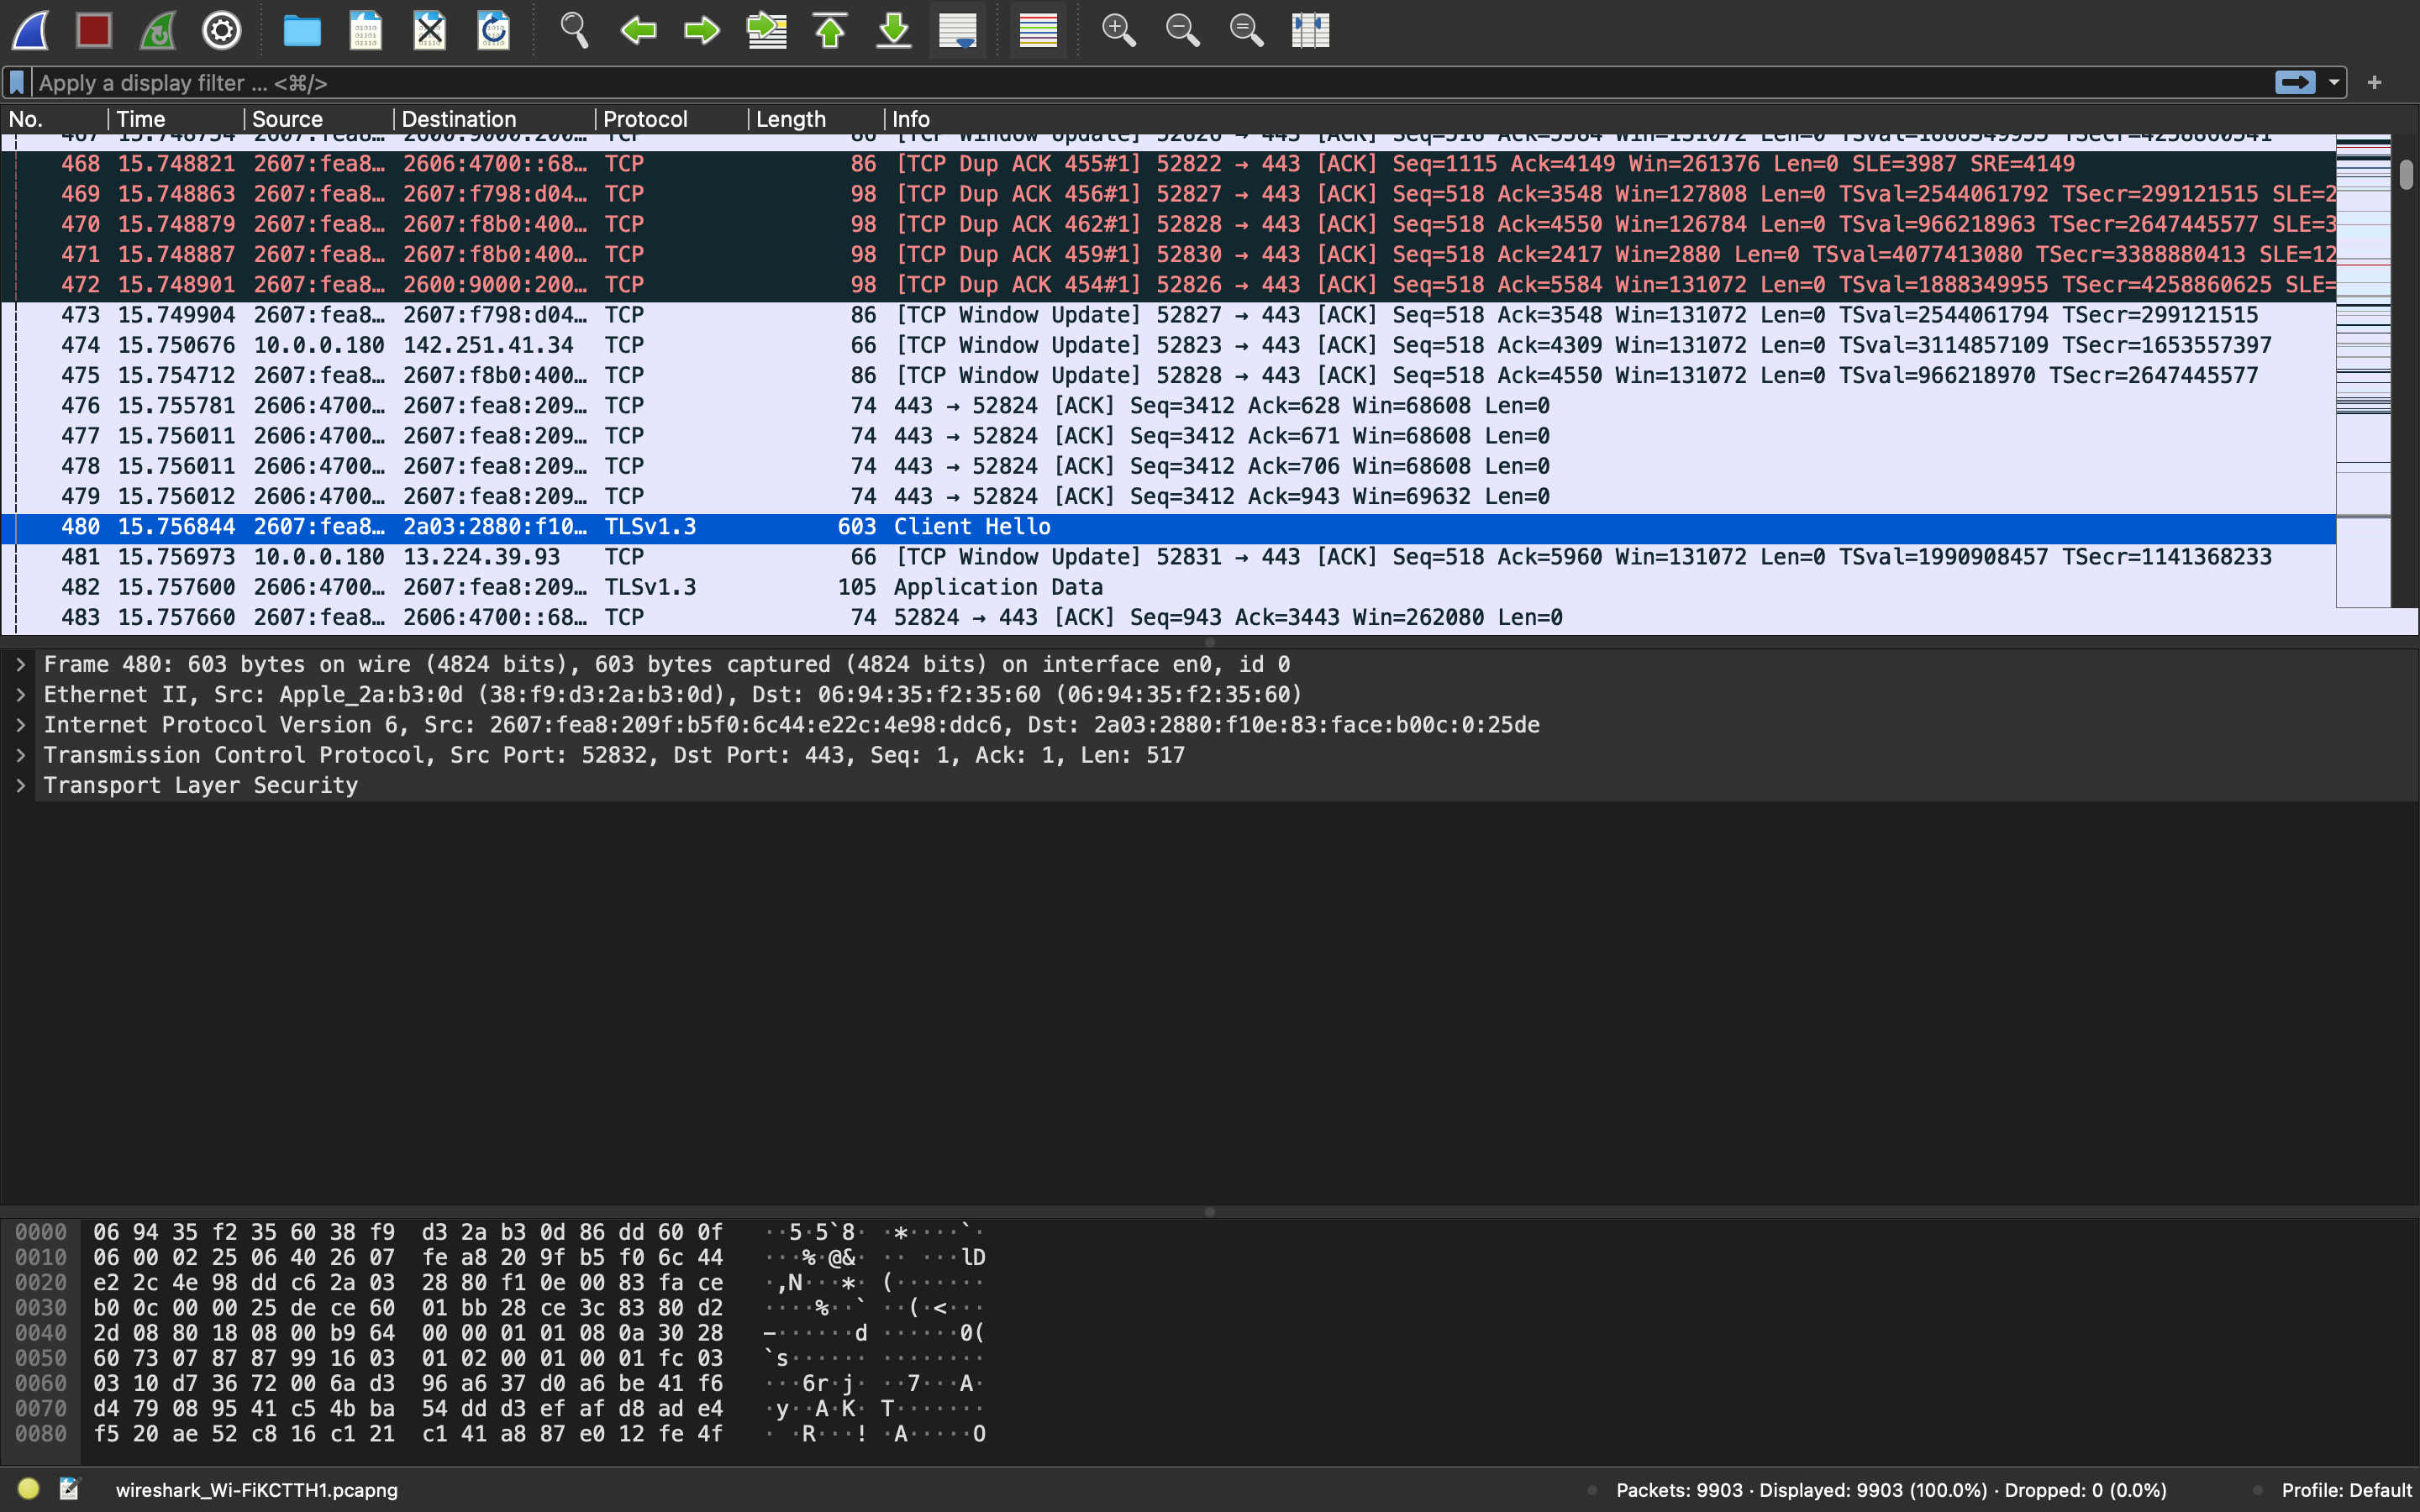 Apply a display filter ... <⌘/>
No. Time Source Destination Protocol Length Info
467 15.748754 2607:fea8… 2600:9000:200… TCP 86 [TCP Window Update] 52826 → 443 [ACK] Seq=518 Ack=5584 Win=131072 Len=0 TSval=1888349955 TSecr=4258860541
468 15.748821 2607:fea8… 2606:4700::68… TCP 86 [TCP Dup ACK 455#1] 52822 → 443 [ACK] Seq=1115 Ack=4149 Win=261376 Len=0 SLE=3987 SRE=4149
469 15.748863 2607:fea8… 2607:f798:d04… TCP 98 [TCP Dup ACK 456#1] 52827 → 443 [ACK] Seq=518 Ack=3548 Win=127808 Len=0 TSval=2544061792 TSecr=299121515 SLE=2
470 15.748879 2607:fea8… 2607:f8b0:400… TCP 98 [TCP Dup ACK 462#1] 52828 → 443 [ACK] Seq=518 Ack=4550 Win=126784 Len=0 TSval=966218963 TSecr=2647445577 SLE=3
471 15.748887 2607:fea8… 2607:f8b0:400… TCP 98 [TCP Dup ACK 459#1] 52830 → 443 [ACK] Seq=518 Ack=2417 Win=2880 Len=0 TSval=4077413080 TSecr=3388880413 SLE=12
472 15.748901 2607:fea8… 2600:9000:200… TCP 98 [TCP Dup ACK 454#1] 52826 → 443 [ACK] Seq=518 Ack=5584 Win=131072 Len=0 TSval=1888349955 TSecr=4258860625 SLE=
473 15.749904 2607:fea8… 2607:f798:d04… TCP 86 [TCP Window Update] 52827 → 443 [ACK] Seq=518 Ack=3548 Win=131072 Len=0 TSval=2544061794 TSecr=299121515
474 15.750676 10.0.0.180 142.251.41.34 TCP 66 [TCP Window Update] 52823 → 443 [ACK] Seq=518 Ack=4309 Win=131072 Len=0 TSval=3114857109 TSecr=1653557397
475 15.754712 2607:fea8… 2607:f8b0:400… TCP 86 [TCP Window Update] 52828 → 443 [ACK] Seq=518 Ack=4550 Win=131072 Len=0 TSval=966218970 TSecr=2647445577
476 15.755781 2606:4700… 2607:fea8:209… TCP 74 443 → 52824 [ACK] Seq=3412 Ack=628 Win=68608 Len=0
477 15.756011 2606:4700… 2607:fea8:209… TCP 74 443 → 52824 [ACK] Seq=3412 Ack=671 Win=68608 Len=0
478 15.756011 2606:4700… 2607:fea8:209… TCP 74 443 → 52824 [ACK] Seq=3412 Ack=706 Win=68608 Len=0
479 15.756012 2606:4700… 2607:fea8:209… TCP 74 443 → 52824 [ACK] Seq=3412 Ack=943 Win=69632 Len=0
480 15.756844 2607:fea8… 2a03:2880:f10… TLSv1.3 603 Client Hello
481 15.756973 10.0.0.180 13.224.39.93 TCP 66 [TCP Window Update] 52831 → 443 [ACK] Seq=518 Ack=5960 Win=131072 Len=0 TSval=1990908457 TSecr=1141368233
482 15.757600 2606:4700… 2607:fea8:209… TLSv1.3 105 Application Data
483 15.757660 2607:fea8… 2606:4700::68… TCP 74 52824 → 443 [ACK] Seq=943 Ack=3443 Win=262080 Len=0
Frame 480: 603 bytes on wire (4824 bits), 603 bytes captured (4824 bits) on interface en0, id 0
Ethernet II, Src: Apple_2a:b3:0d (38:f9:d3:2a:b3:0d), Dst: 06:94:35:f2:35:60 (06:94:35:f2:35:60)
Internet Protocol Version 6, Src: 2607:fea8:209f:b5f0:6c44:e22c:4e98:ddc6, Dst: 2a03:2880:f10e:83:face:b00c:0:25de
Transmission Control Protocol, Src Port: 52832, Dst Port: 443, Seq: 1, Ack: 1, Len: 517
Transport Layer Security
0000 06 94 35 f2 35 60 38 f9 d3 2a b3 0d 86 dd 60 0f ··5·5`8· ·*····`·
0010 06 00 02 25 06 40 26 07 fe a8 20 9f b5 f0 6c 44 ···%·@&· ·· ···lD
0020 e2 2c 4e 98 dd c6 2a 03 28 80 f1 0e 00 83 fa ce ·,N···*· (·······
0030 b0 0c 00 00 25 de ce 60 01 bb 28 ce 3c 83 80 d2 ····%··` ··(·<···
0040 2d 08 80 18 08 00 b9 64 00 00 01 01 08 0a 30 28 -······d ······0(
0050 60 73 07 87 87 99 16 03 01 02 00 01 00 01 fc 03 `s······ ········
0060 03 10 d7 36 72 00 6a d3 96 a6 37 d0 a6 be 41 f6 ···6r·j· ··7···A·
0070 d4 79 08 95 41 c5 4b ba 54 dd d3 ef af d8 ad e4 ·y··A·K· T·······
0080 f5 20 ae 52 c8 16 c1 21 c1 41 a8 87 e0 12 fe 4f · ·R···! ·A·····O
wireshark_Wi-FiKCTTH1.pcapng
Packets: 9903 · Displayed: 9903 (100.0%) · Dropped: 0 (0.0%)
Profile: Default